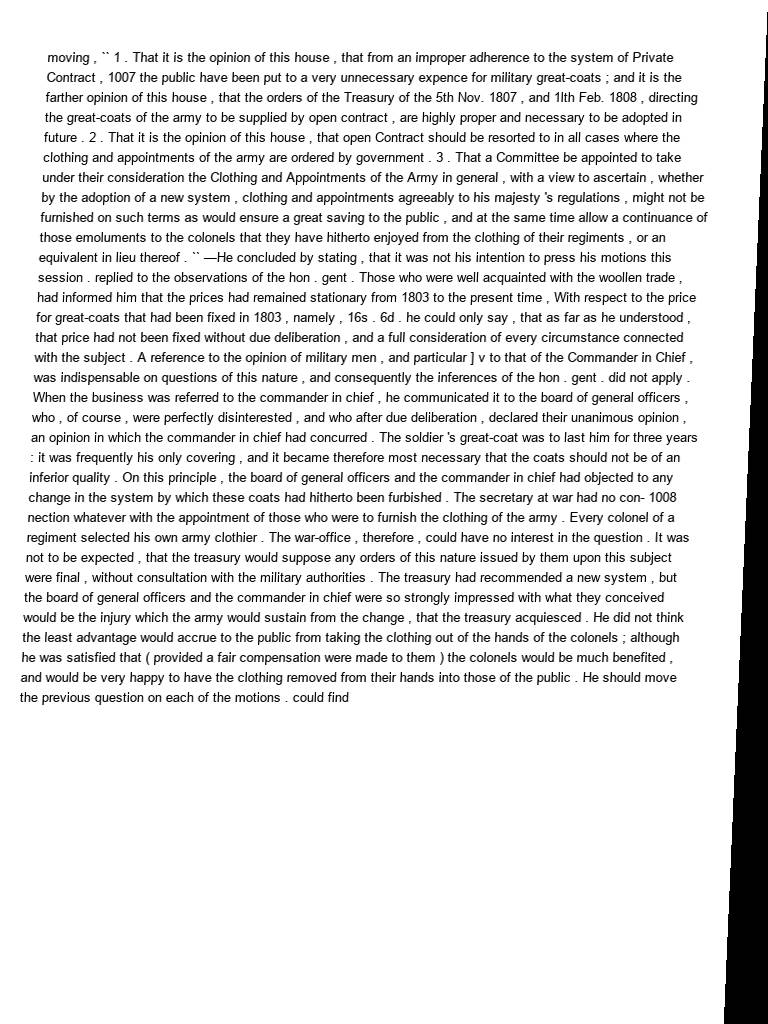 moving , `` 1 . That it is the opinion of this house , that from an improper adherence to the system of Private
Contract , 1007 the public have been put to a very unnecessary expence for military great-coats ; and it is the
farther opinion of this house , that the orders of the Treasury of the 5th Nov. 1807 , and 1lth Feb. 1808 , directing
the great-coats of the army to be supplied by open contract , are highly proper and necessary to be adopted in
future . 2 . That it is the opinion of this house , that open Contract should be resorted to in all cases where the
clothing and appointments of the army are ordered by government . 3 . That a Committee be appointed to take
under their consideration the Clothing and Appointments of the Army in general , with a view to ascertain , whether
by the adoption of a new system , clothing and appointments agreeably to his majesty 's regulations , might not be
furnished on such terms as would ensure a great saving to the public , and at the same time allow a continuance of
those emoluments to the colonels that they have hitherto enjoyed from the clothing of their regiments , or an
equivalent in lieu thereof . `` —He concluded by stating , that it was not his intention to press his motions this
session . replied to the observations of the hon . gent . Those who were well acquainted with the woollen trade ,
had informed him that the prices had remained stationary from 1803 to the present time , With respect to the price
for great-coats that had been fixed in 1803 , namely , 16s . 6d . he could only say , that as far as he understood ,
that price had not been fixed without due deliberation , and a full consideration of every circumstance connected
with the subject . A reference to the opinion of military men , and particular ] v to that of the Commander in Chief ,
was indispensable on questions of this nature , and consequently the inferences of the hon . gent . did not apply .
When the business was referred to the commander in chief , he communicated it to the board of general officers ,
who , of course , were perfectly disinterested , and who after due deliberation , declared their unanimous opinion ,
an opinion in which the commander in chief had concurred . The soldier 's great-coat was to last him for three years
: it was frequently his only covering , and it became therefore most necessary that the coats should not be of an
inferior quality . On this principle , the board of general officers and the commander in chief had objected to any
change in the system by which these coats had hitherto been furbished . The secretary at war had no con- 1008
nection whatever with the appointment of those who were to furnish the clothing of the army . Every colonel of a
regiment selected his own army clothier . The war-office , therefore , could have no interest in the question . It was
not to be expected , that the treasury would suppose any orders of this nature issued by them upon this subject
were final , without consultation with the military authorities . The treasury had recommended a new system , but
the board of general officers and the commander in chief were so strongly impressed with what they conceived
would be the injury which the army would sustain from the change , that the treasury acquiesced . He did not think
the least advantage would accrue to the public from taking the clothing out of the hands of the colonels ; although
he was satisfied that ( provided a fair compensation were made to them ) the colonels would be much benefited ,
and would be very happy to have the clothing removed from their hands into those of the public . He should move
the previous question on each of the motions . could find